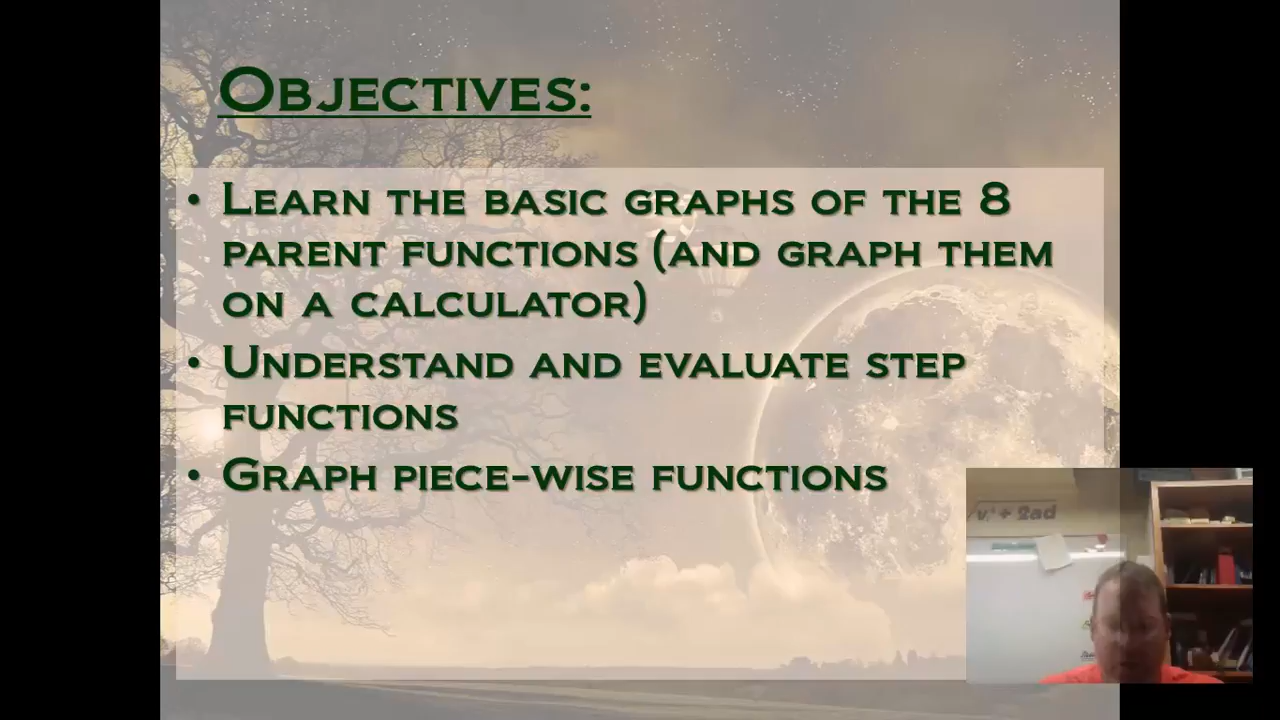 Objectives:
• Learn the basic graphs of the 8
parent functions (and graph them
on a calculator)
• Understand and evaluate step
functions
• Graph piece-wise functions
+ 2ad